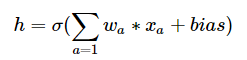 h = σ(∑_{a=1} w_a * x_a + bias)